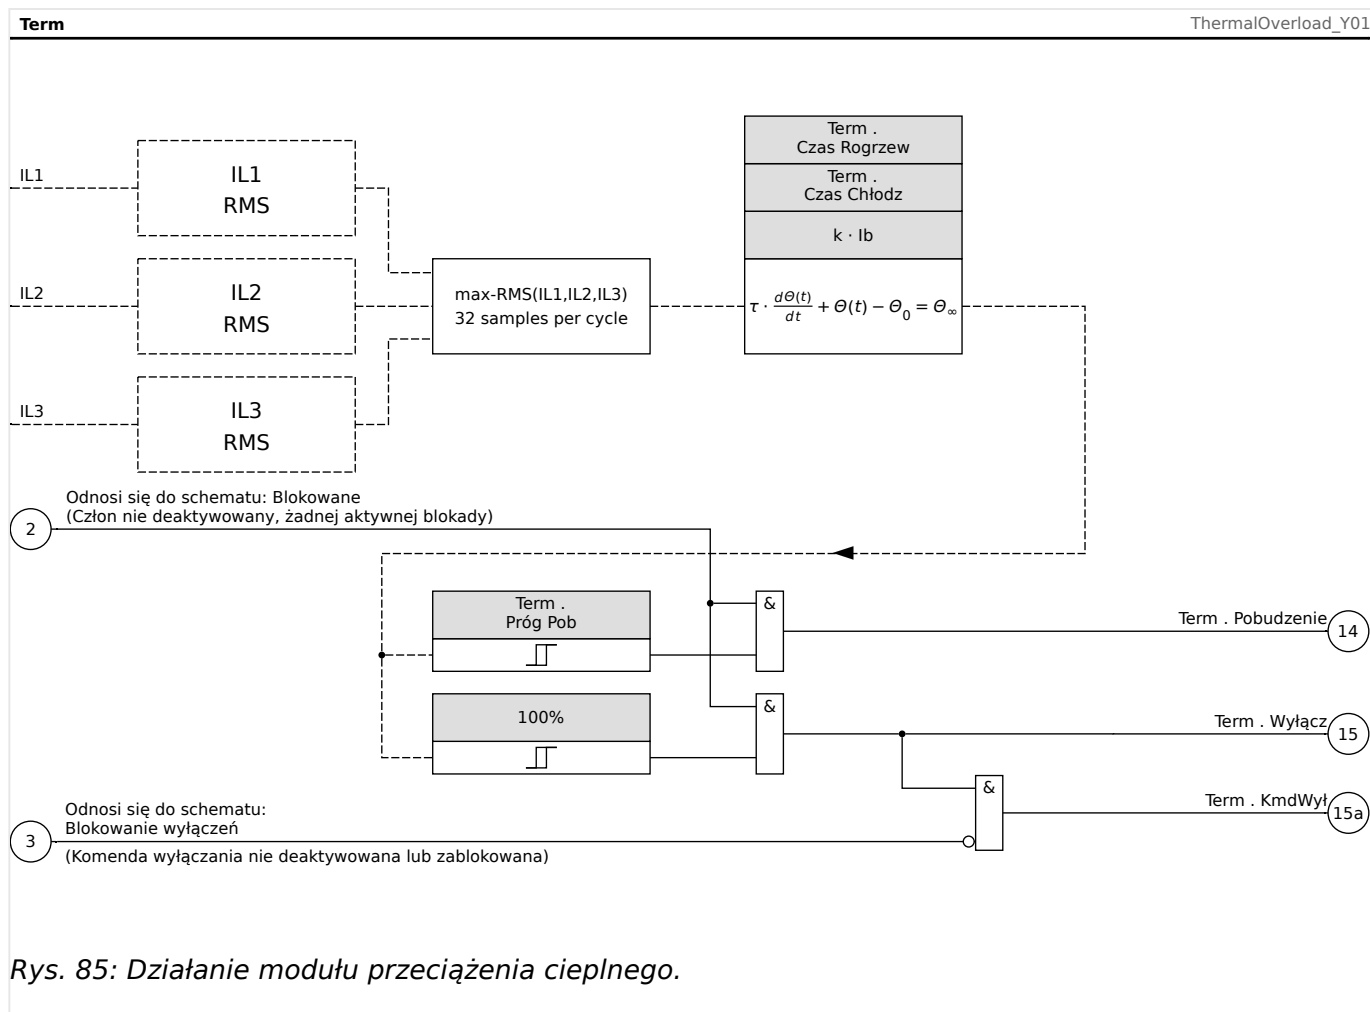 Term
ThermalOverload_Y01
Term .
Czas Rogrzew
Term .
Czas Chłodz
k · Ib
τ · dΘ(t)/dt + Θ(t) − Θ₀ = Θ∞
IL1
IL1
RMS
IL2
IL2
RMS
max-RMS(IL1,IL2,IL3)
32 samples per cycle
IL3
IL3
RMS
2
Odnosi się do schematu: Blokowane
(Człon nie deaktywowany, żadnej aktywnej blokady)
Term .
Próg Pob
&
Term . Pobudzenie
14
100%
&
Term . Wyłącz
15
&
Term . KmdWył
15a
3
Odnosi się do schematu:
Blokowanie wyłączeń
(Komenda wyłączania nie deaktywowana lub zablokowana)
Rys. 85: Działanie modułu przeciążenia cieplnego.